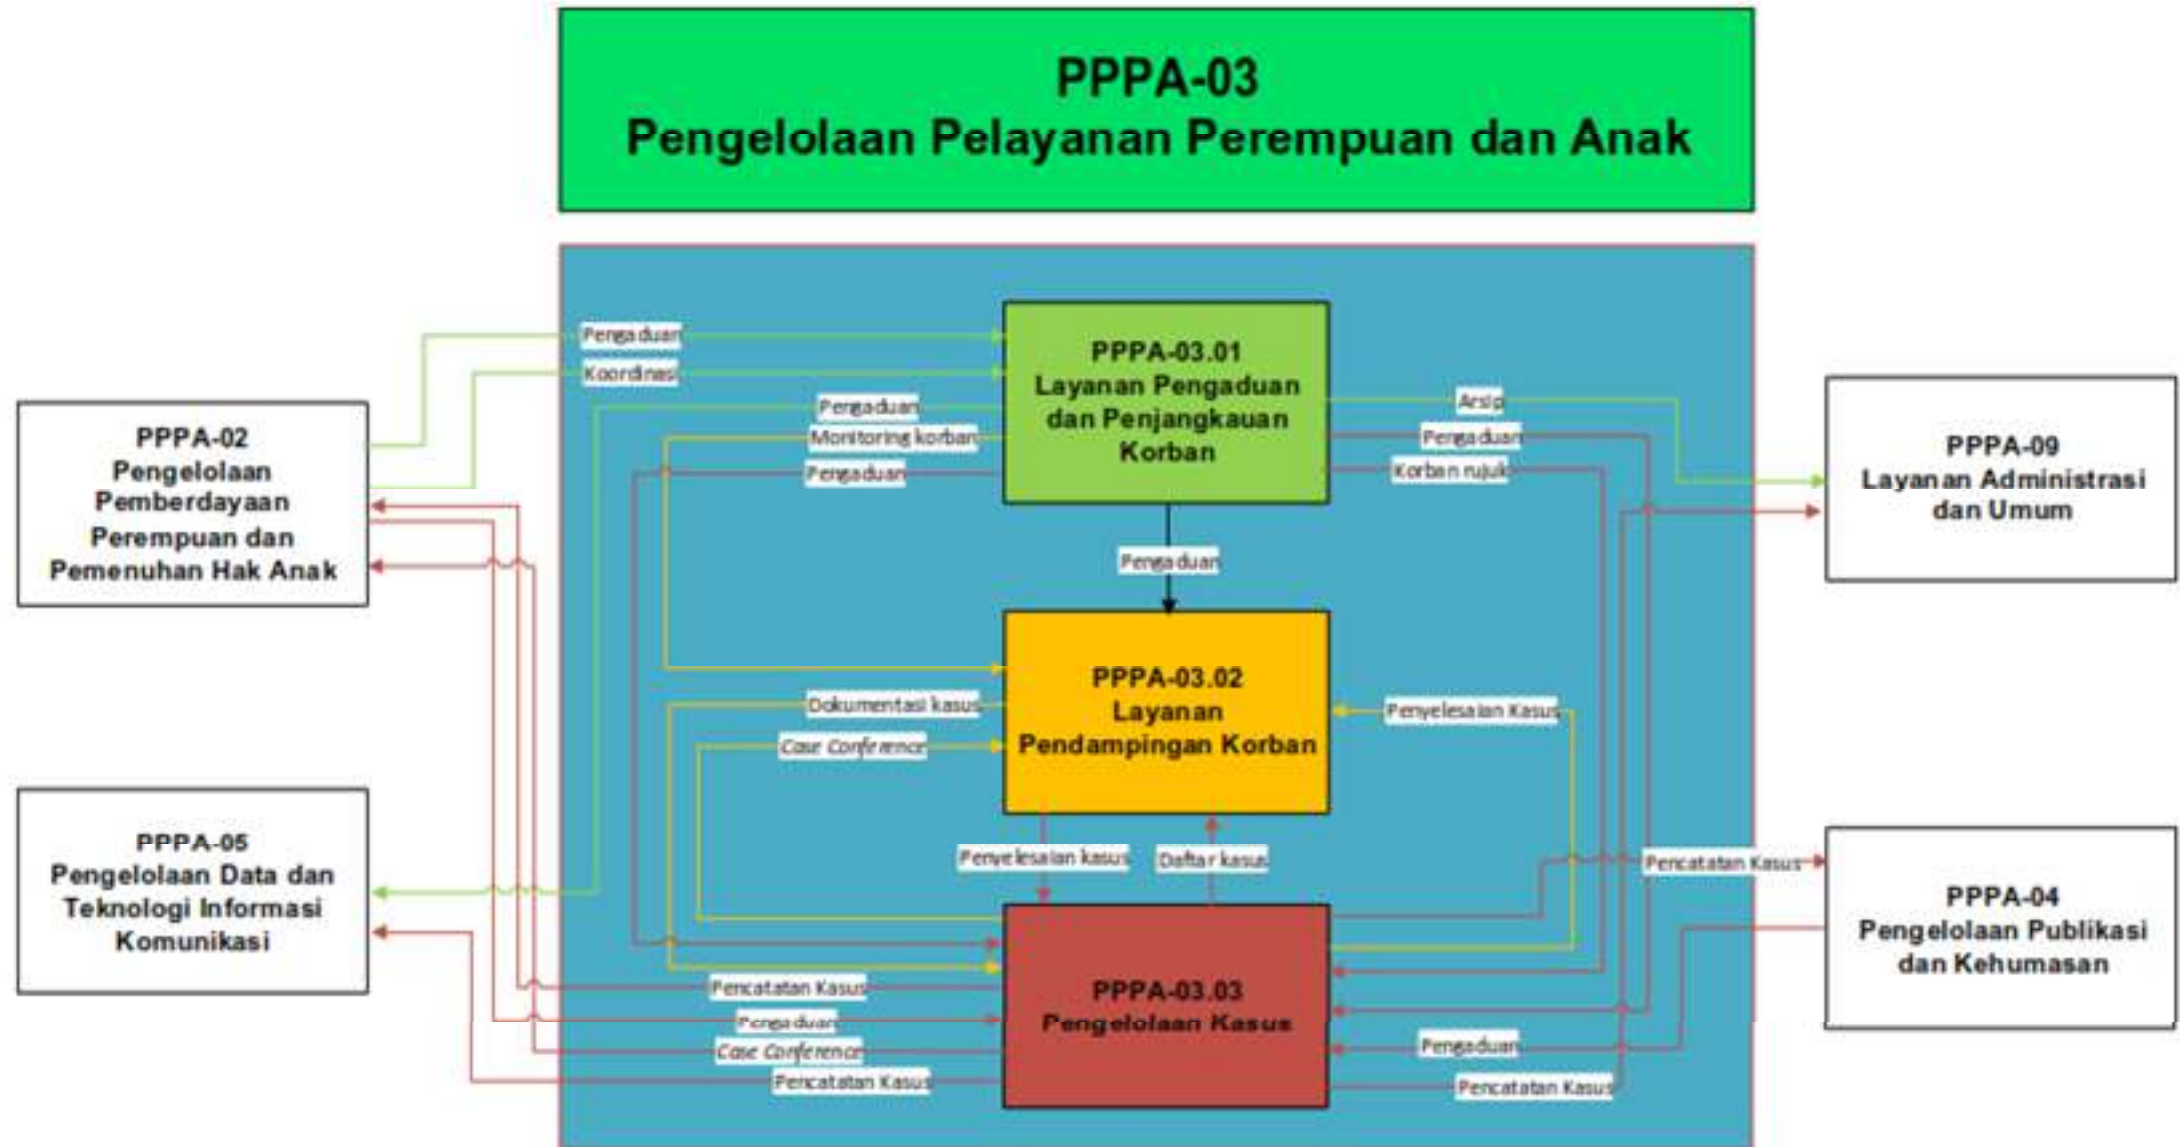 PPPA-03
Pengelolaan Pelayanan Perempuan dan Anak
PPPA-03.01
Layanan Pengaduan
dan Penjangkauan
Korban
Pengaduan
Koordinasi
Pengaduan
Monitoring korban
Pengaduan
Arsip
Pengaduan
Korban rujuk
PPPA-02
Pengelolaan
Pemberdayaan
Perempuan dan
Pemenuhan Hak Anak
PPPA-09
Layanan Administrasi
dan Umum
Pengaduan
PPPA-03.02
Layanan
Pendampingan Korban
Dokumentasi kasus
Case Conference
Penyelesaian Kasus
Penyelesaian kasus
Daftar kasus
Pencatatan Kasus
PPPA-05
Pengelolaan Data dan
Teknologi Informasi
Komunikasi
PPPA-04
Pengelolaan Publikasi
dan Kehumasan
PPPA-03.03
Pengelolaan Kasus
Pencatatan Kasus
Pengaduan
Case Conference
Pencatatan Kasus
Pengaduan
Pencatatan Kasus